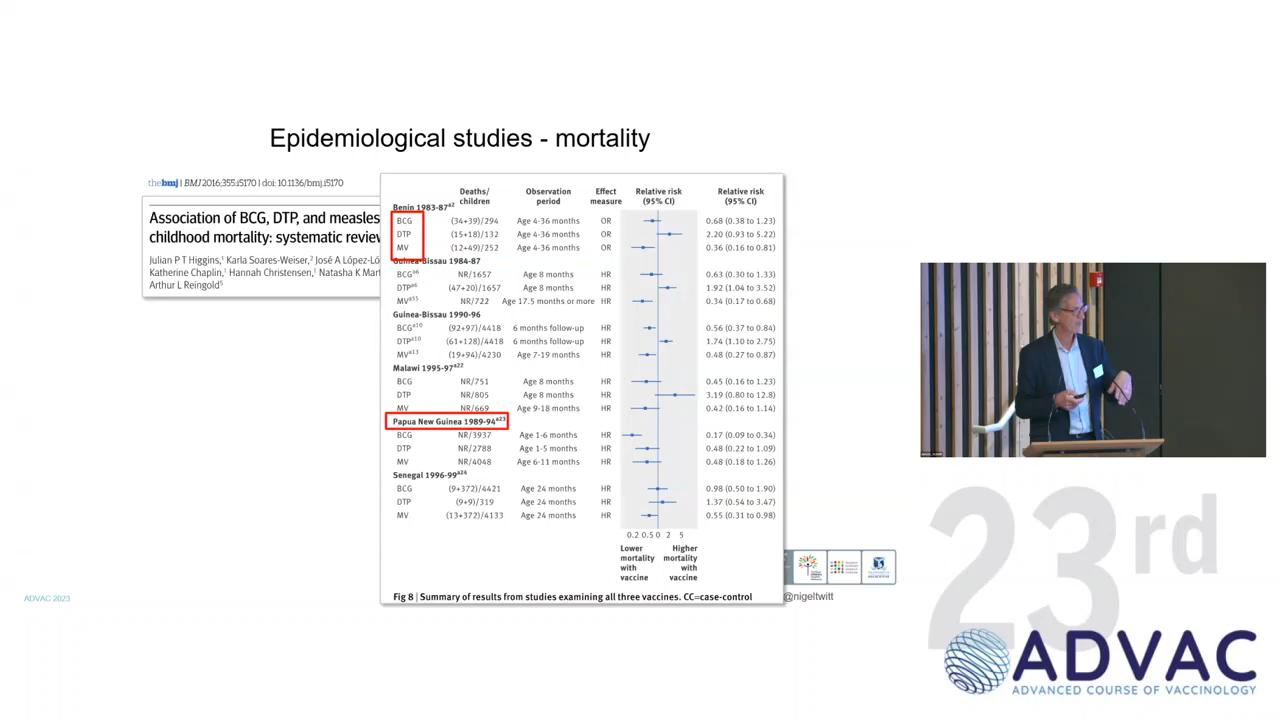 Epidemiological studies - mortality
thebmj | BMJ 2016;355:i5170 | doi: 10.1136/bmj.i5170
Association of BCG, DTP, and measles
childhood mortality: systematic review
Julian P T Higgins, Karla Soares-Weiser,² José A López-Ló
Katherine Chaplin,¹ Hannah Christensen,¹ Natasha K Mart
Arthur L Reingold⁵
Deaths/ Observation Effect Relative risk Relative risk
children period measure (95% CI) (95% CI)
Benin 1983-87ᵃ²
BCG (34+39)/294 Age 4-36 months OR 0.68 (0.38 to 1.23)
DTP (15+18)/132 Age 4-36 months OR 2.20 (0.93 to 5.22)
MV (12+49)/252 Age 4-36 months OR 0.36 (0.16 to 0.81)
Guinea-Bissau 1984-87
BCGᵃ⁶ NR/1657 Age 8 months HR 0.63 (0.30 to 1.33)
DTPᵃ⁶ (47+20)/1657 Age 8 months HR 1.92 (1.04 to 3.52)
MVᵃ⁵⁵ NR/722 Age 17.5 months or more HR 0.34 (0.17 to 0.68)
Guinea-Bissau 1990-96
BCGᵃ¹⁰ (92+97)/4418 6 months follow-up HR 0.56 (0.37 to 0.84)
DTPᵃ¹⁰ (61+128)/4418 6 months follow-up HR 1.74 (1.10 to 2.75)
MVᵃ¹³ (19+94)/4230 Age 7-19 months HR 0.48 (0.27 to 0.87)
Malawi 1995-97ᵃ²²
BCG NR/751 Age 8 months HR 0.45 (0.16 to 1.23)
DTP NR/805 Age 8 months HR 3.19 (0.80 to 12.8)
MV NR/669 Age 9-18 months HR 0.42 (0.16 to 1.14)
Papua New Guinea 1989-94ᵃ²³
BCG NR/3937 Age 1-6 months HR 0.17 (0.09 to 0.34)
DTP NR/2788 Age 1-5 months HR 0.48 (0.22 to 1.09)
MV NR/4048 Age 6-11 months HR 0.48 (0.18 to 1.26)
Senegal 1996-99ᵃ²⁴
BCG (9+372)/4421 Age 24 months HR 0.98 (0.50 to 1.90)
DTP (9+9)/319 Age 24 months HR 1.37 (0.54 to 3.47)
MV (13+372)/4133 Age 24 months HR 0.55 (0.31 to 0.98)
0.2 0.5 0 2 5
Lower Higher
mortality mortality
with with
vaccine vaccine
Fig 8 | Summary of results from studies examining all three vaccines. CC=case-control
@nigeltwitt
ADVAC 2023
23rd
ADVAC
ADVANCED COURSE OF VACCINOLOGY